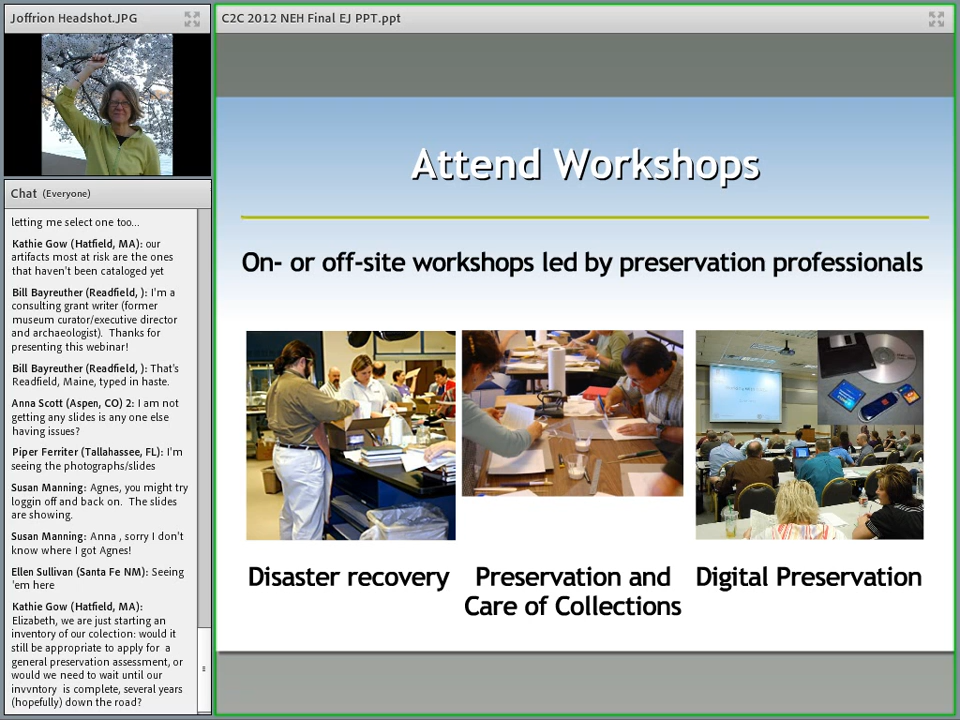 Joffrion Headshot.JPG
C2C 2012 NEH Final EJ PPT.ppt
Chat (Everyone)
letting me select one too...
Kathie Gow (Hatfield, MA): our
artifacts most at risk are the ones
that haven't been cataloged yet
Bill Bayreuther (Readfield, ): I'm a
consulting grant writer (former
museum curator/executive director
and archaeologist). Thanks for
presenting this webinar!
Bill Bayreuther (Readfield, ): That's
Readfield, Maine, typed in haste.
Anna Scott (Aspen, CO) 2: I am not
getting any slides is any one else
having issues?
Piper Ferriter (Tallahassee, FL): I'm
seeing the photographs/slides
Susan Manning: Agnes, you might try
loggin off and back on. The slides
are showing.
Susan Manning: Anna , sorry I don't
know where I got Agnes!
Ellen Sullivan (Santa Fe NM): Seeing
'em here
Kathie Gow (Hatfield, MA):
Elizabeth, we are just starting an
inventory of our colection: would it
still be appropriate to apply for a
general preservation assessment, or
would we need to wait until our
invvntory is complete, several years
(hopefully) down the road?
Attend Workshops
On- or off-site workshops led by preservation professionals
Disaster recovery
Preservation and
Care of Collections
Digital Preservation